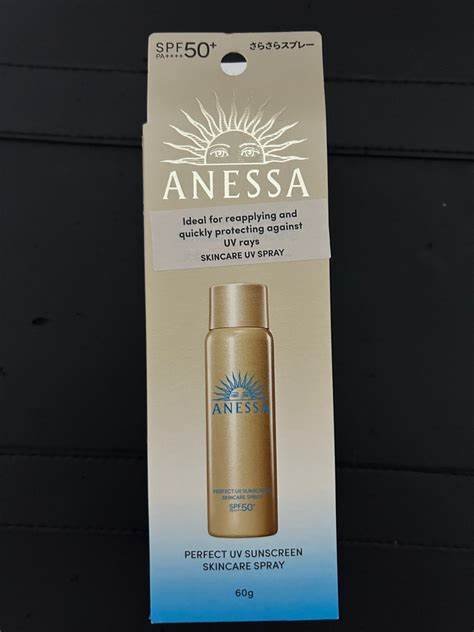 SPF50+
PA++++
さらさらスプレー
ANESSA
Ideal for reapplying and
quickly protecting against
UV rays
SKINCARE UV SPRAY
ANESSA
PERFECT UV SUNSCREEN
SKINCARE SPRAY
SPF50+
PA++++
PERFECT UV SUNSCREEN
SKINCARE SPRAY
60g